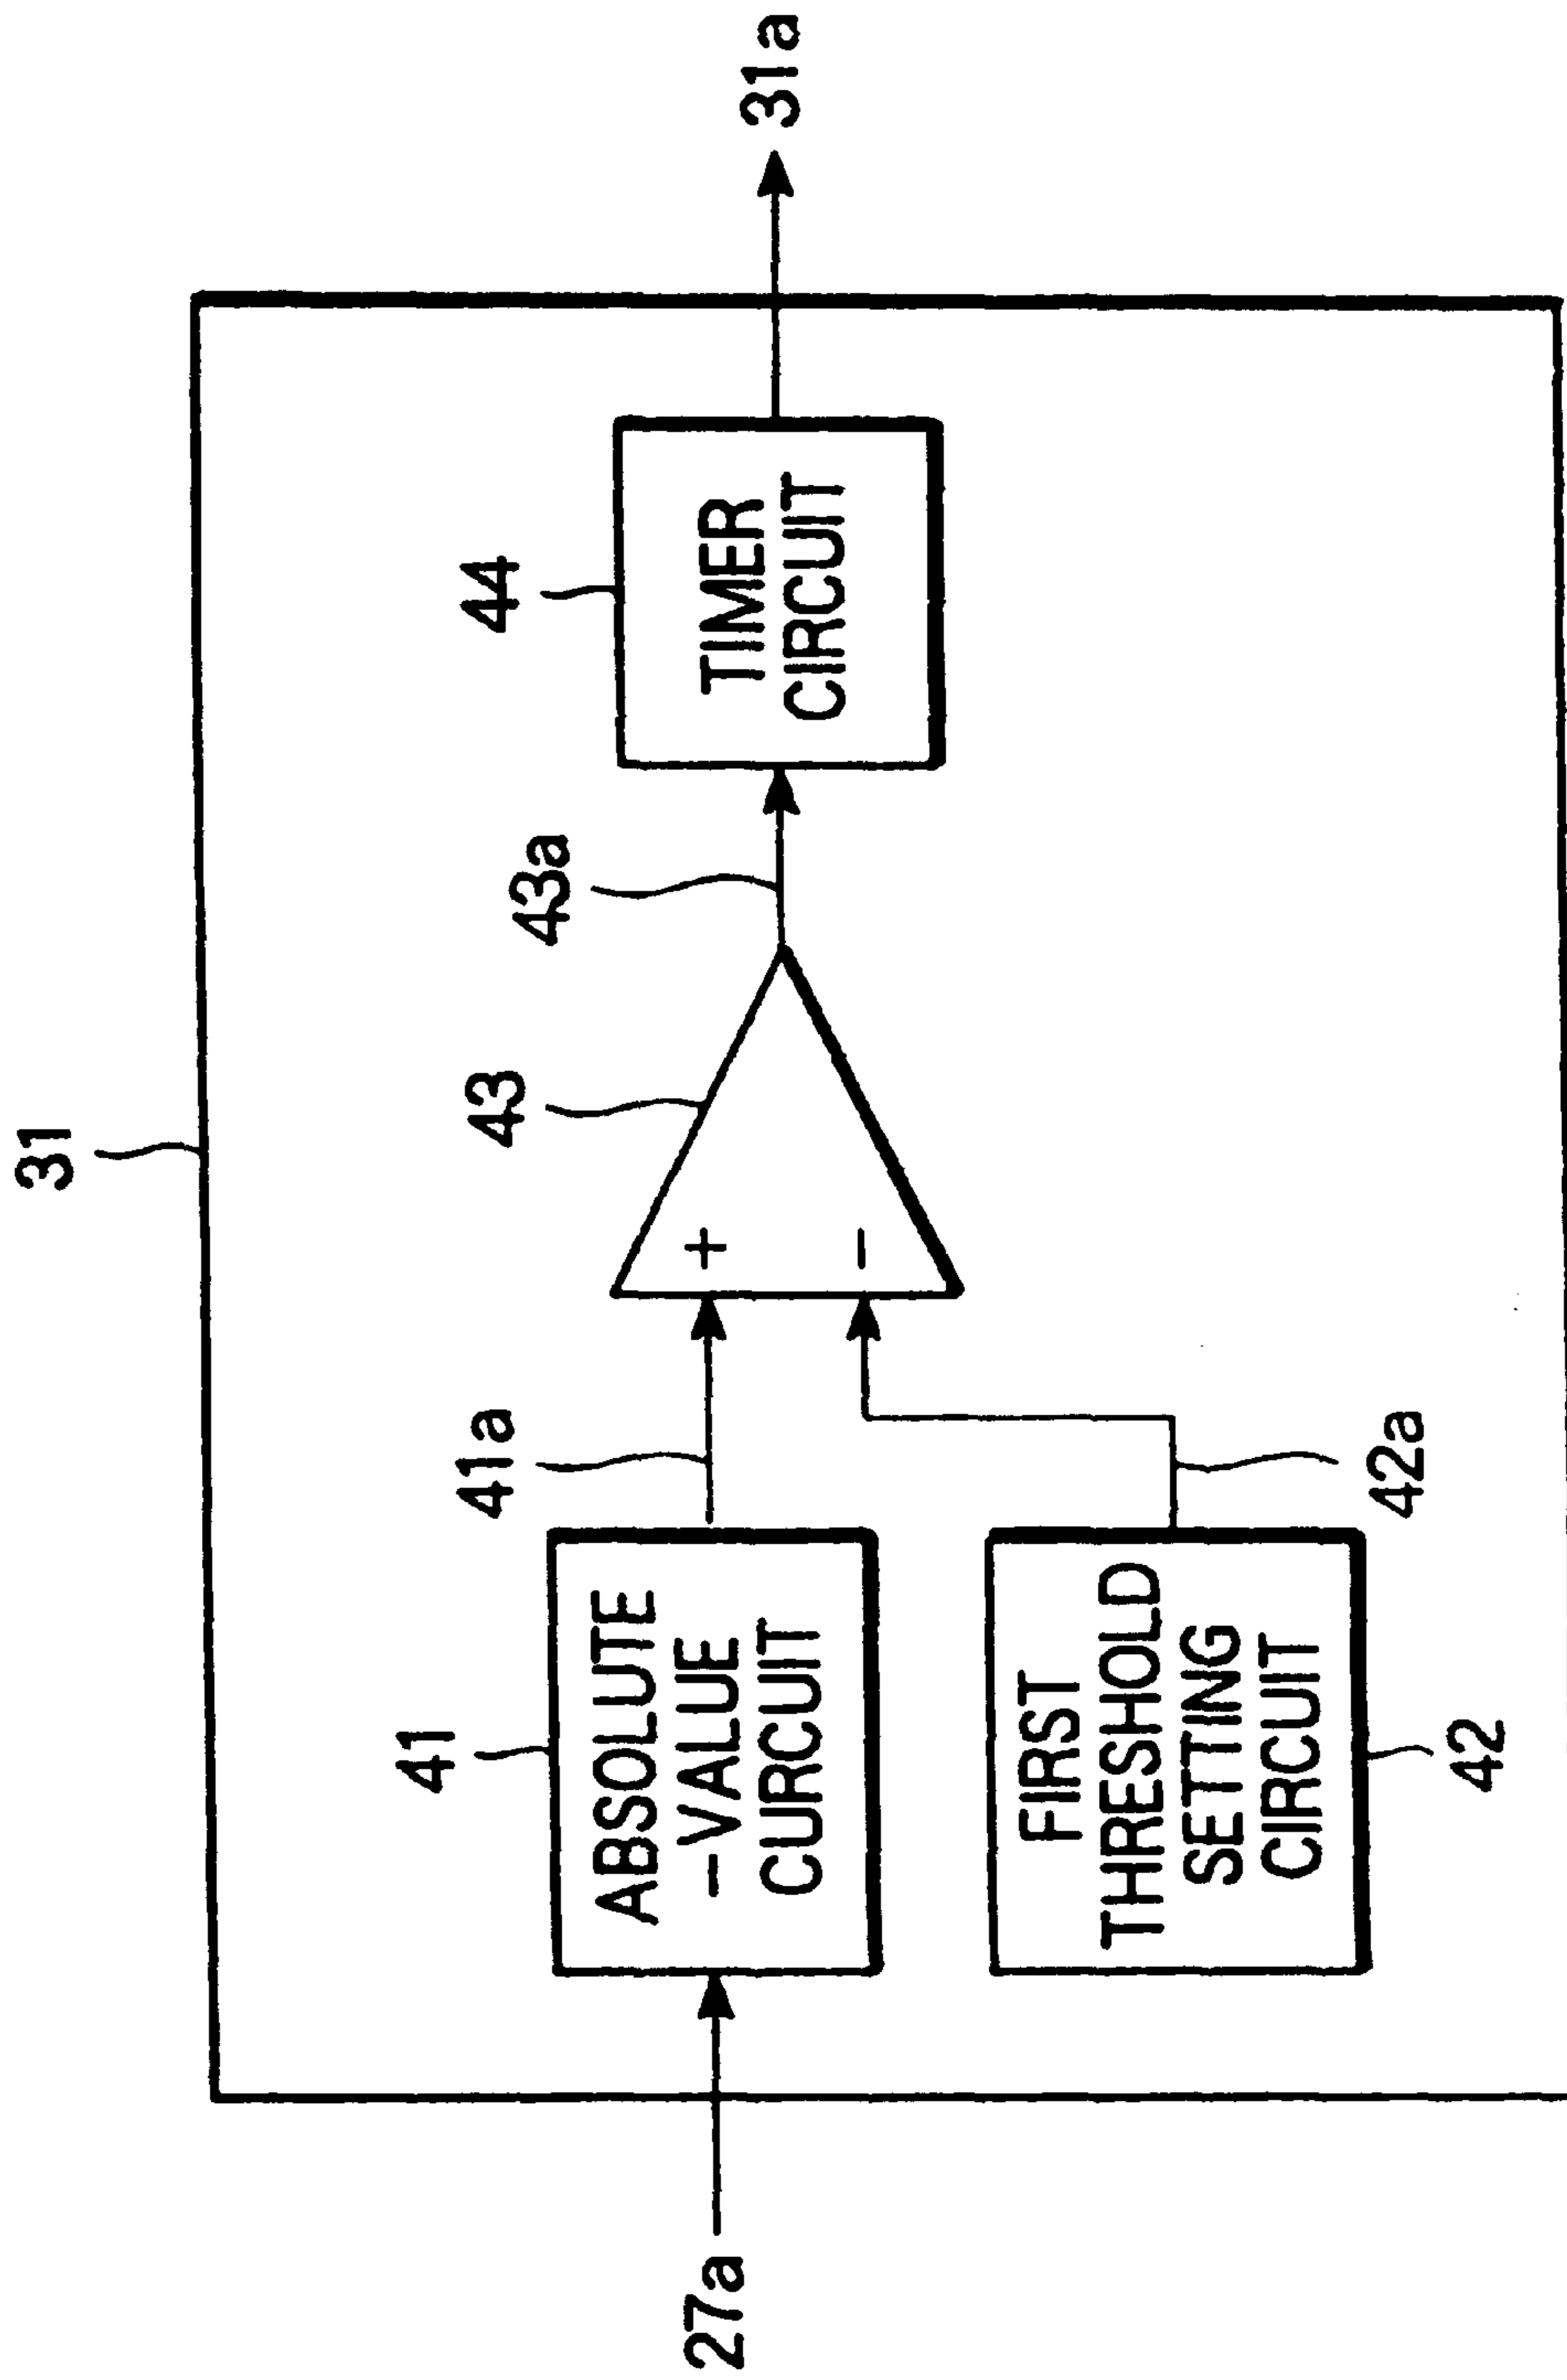 31
44
TIMER
CIRCUIT
31a
43a
43
+
−
41a
41
ABSOLUTE
−VALUE
CURCUIT
27a
FIRST
THRESHOLD
SETTING
CIRCUIT
42a
42